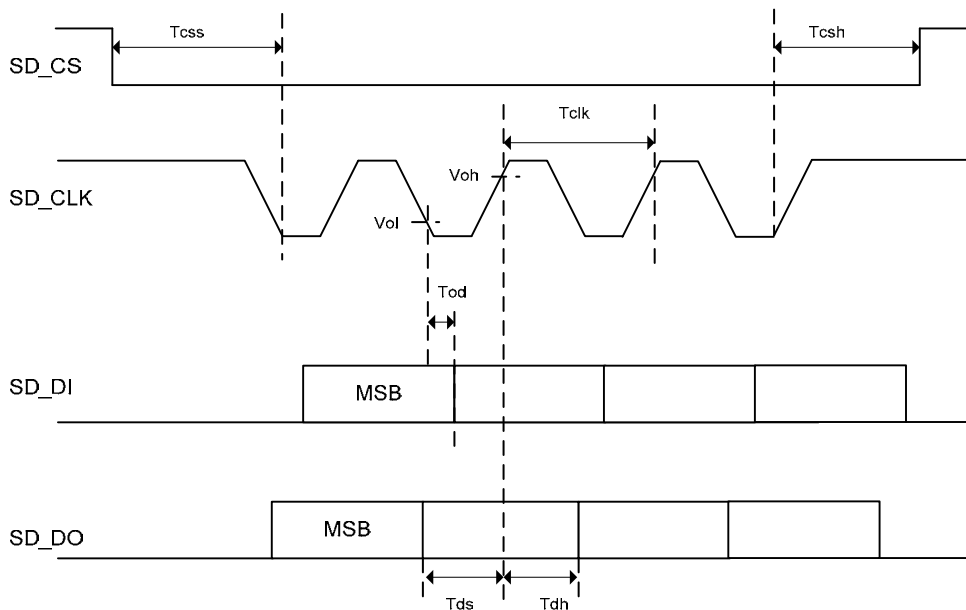 Tcss
Tcsh
SD_CS
Tclk
SD_CLK
Voh
Vol
Tod
SD_DI
MSB
SD_DO
MSB
Tds
Tdh